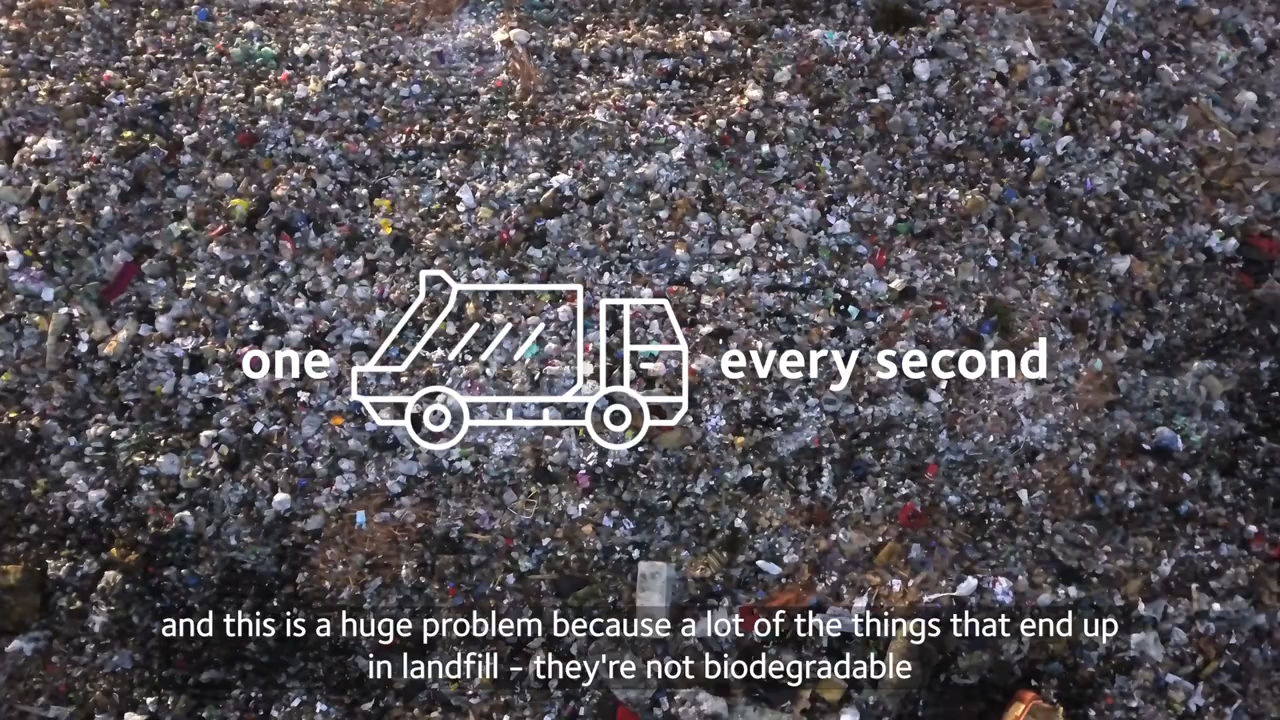 one every second
and this is a huge problem because a lot of the things that end up
in landfill – they're not biodegradable